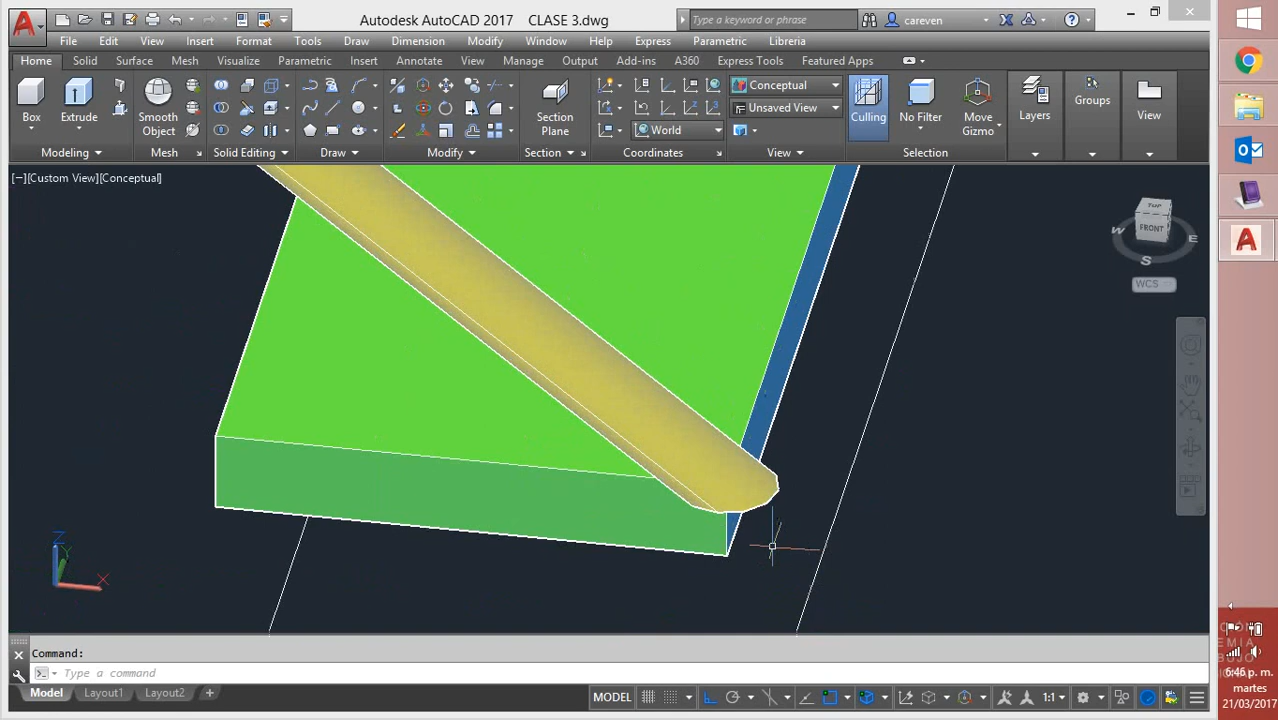 Autodesk AutoCAD 2017 CLASE 3.dwg
Type a keyword or phrase
careven
File Edit View Insert Format Tools Draw Dimension Modify Window Help Express Parametric Libreria
Home Solid Surface Mesh Visualize Parametric Insert Annotate View Manage Output Add-ins A360 Express Tools Featured Apps
Box Extrude Smooth Object Section Plane Culling No Filter Move Gizmo Layers Groups View
Conceptual
Unsaved View
World
Modeling Mesh Solid Editing Draw Modify Section Coordinates View Selection
[−][Custom View][Conceptual]
TOP
FRONT
W E
S
WCS
Z
Y
X
Command:
Type a command
Model Layout1 Layout2 +
MODEL 1:1
6:46 p. m.
martes
21/03/2017